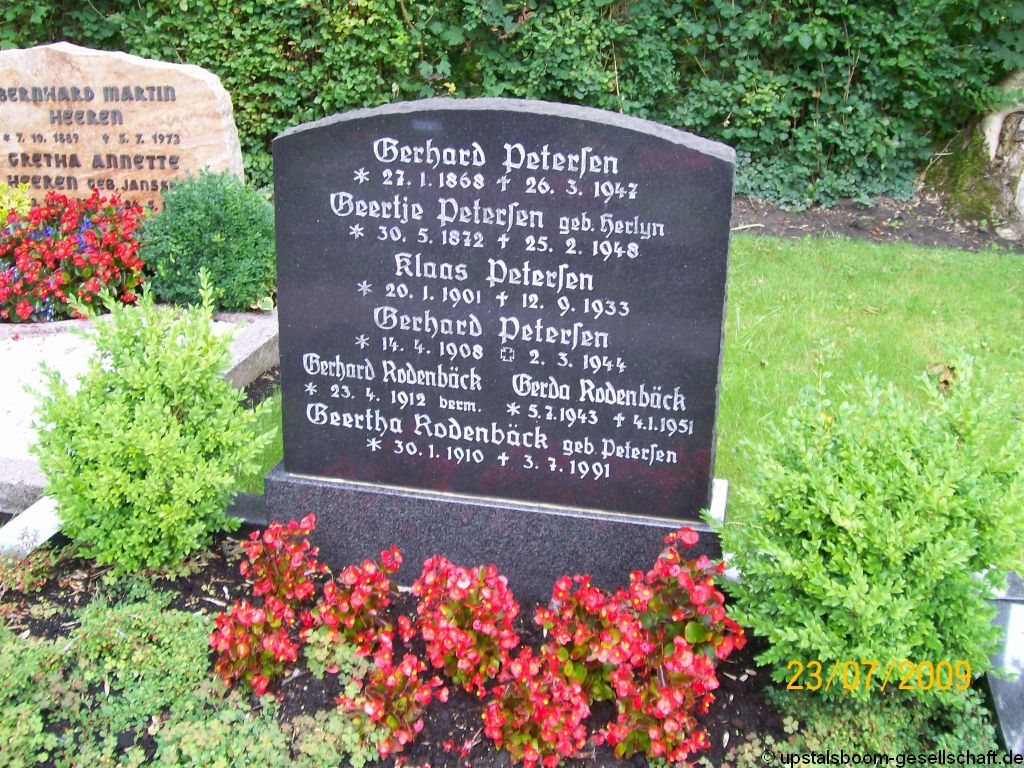 BERNHARD MARTIN
HEEREN
* 7. 10. 1889 ✝ 5. 7. 1973
GRETHA ANNETTE
HEEREN GEB. JANSSEN
Gerhard Peterſen
* 27. 1. 1868 ✝ 26. 3. 1947
Geertje Peterſen geb. Herlyn
* 30. 5. 1872 ✝ 25. 2. 1948
Klaas Peterſen
* 20. 1. 1901 ✝ 12. 9. 1933
Gerhard Peterſen
* 14. 4. 1908 ✠ 2. 3. 1944
Gerhard Rodenbäck
* 23. 4. 1912 verm.
Gerda Rodenbäck
* 5.7.1943 ✝ 4.1.1951
Geertha Rodenbäck geb. Peterſen
* 30. 1. 1910 ✝ 3. 7. 1991
23/07/2009
© upstalsboom-gesellschaft.de